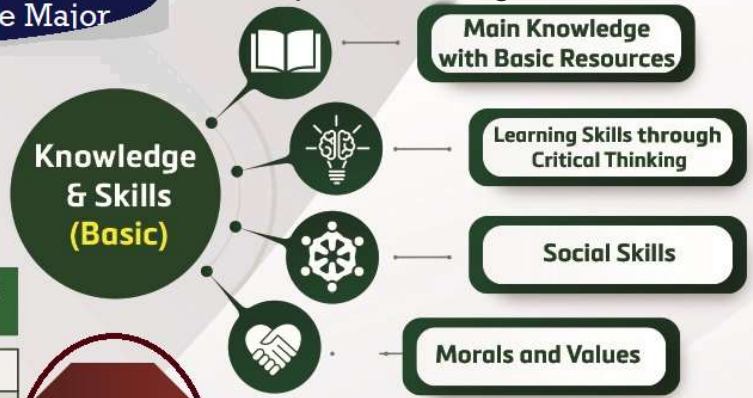 e Major
Main Knowledge
with Basic Resources
Knowledge
& Skills
(Basic)
Learning Skills through
Critical Thinking
Social Skills
Morals and Values